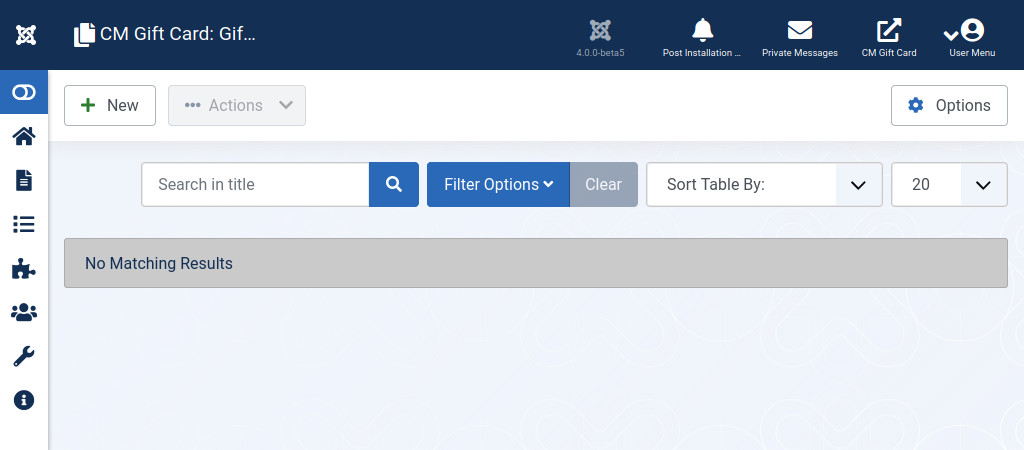 CM Gift Card: Gif...
4.0.0-beta5
Post Installation ...
Private Messages
CM Gift Card
User Menu
New
Actions
Options
Search in title
Filter Options
Clear
Sort Table By:
20
No Matching Results